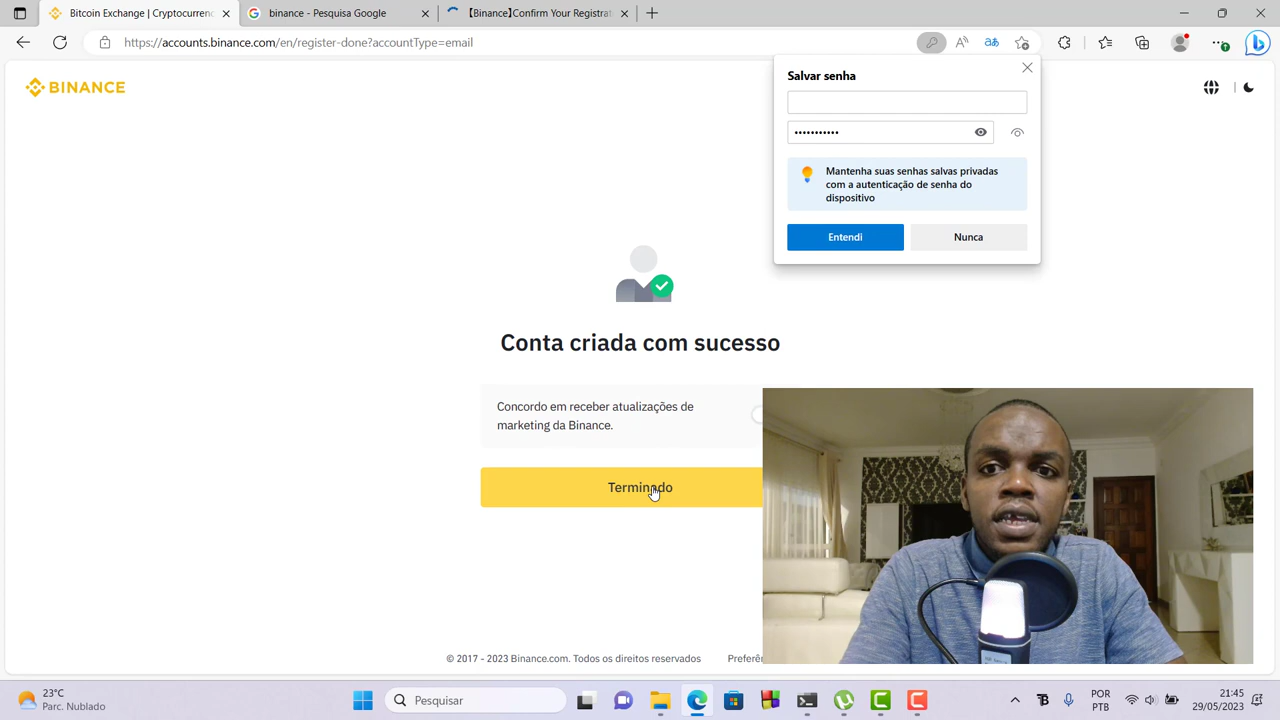 Bitcoin Exchange | Cryptocurrenc
binance - Pesquisa Google
【Binance】Confirm Your Registrat
https://accounts.binance.com/en/register-done?accountType=email
BINANCE
Salvar senha
•••••••••••
Mantenha suas senhas salvas privadas
com a autenticação de senha do
dispositivo
Entendi
Nunca
Conta criada com sucesso
Concordo em receber atualizações de
marketing da Binance.
Terminado
© 2017 - 2023 Binance.com. Todos os direitos reservados
Preferê
23°C
Parc. Nublado
Pesquisar
POR
PTB
21:45
29/05/2023